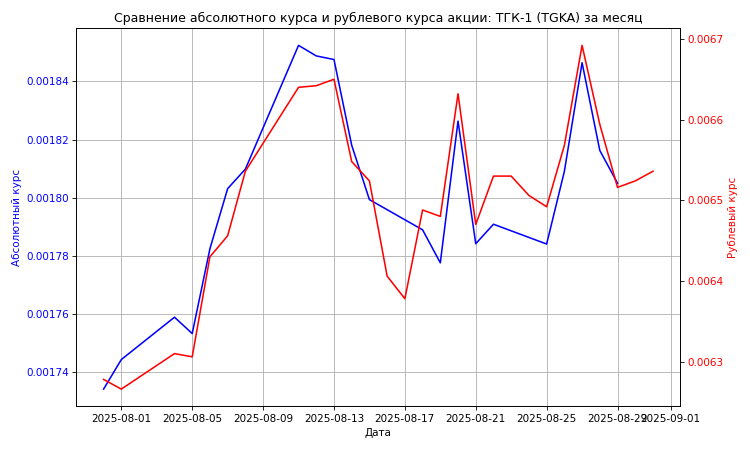 Сравнение абсолютного курса и рублевого курса акции: ТГК-1 (TGKA) за месяц
0.00184
0.00182
0.00180
0.00178
0.00176
0.00174
Абсолютный курс
0.0067
0.0066
0.0065
0.0064
0.0063
Рублевый курс
2025-08-01 2025-08-05 2025-08-09 2025-08-13 2025-08-17 2025-08-21 2025-08-25 2025-08-29 2025-09-01
Дата